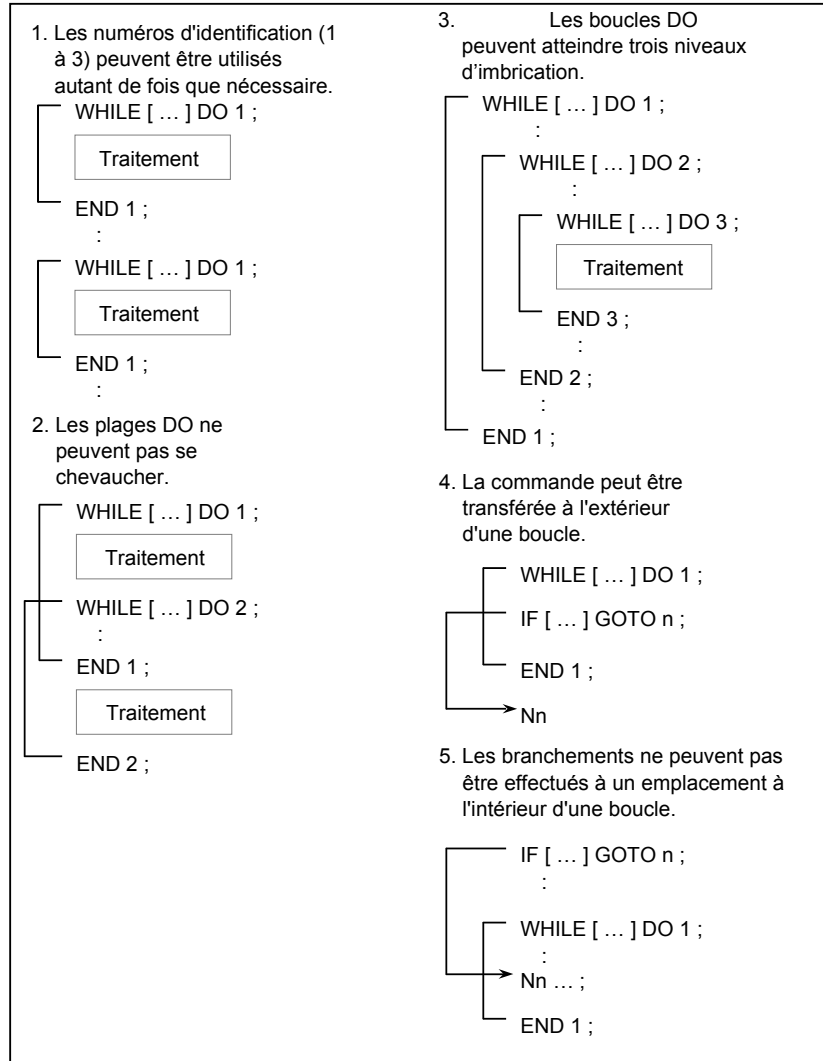 1. Les numéros d'identification (1
à 3) peuvent être utilisés
autant de fois que nécessaire.
WHILE [ … ] DO 1 ;
Traitement
END 1 ;
:
WHILE [ … ] DO 1 ;
Traitement
END 1 ;
:
2. Les plages DO ne
peuvent pas se
chevaucher.
WHILE [ … ] DO 1 ;
Traitement
WHILE [ … ] DO 2 ;
:
END 1 ;
Traitement
END 2 ;
3. Les boucles DO
peuvent atteindre trois niveaux
d’imbrication.
WHILE [ … ] DO 1 ;
:
WHILE [ … ] DO 2 ;
:
WHILE [ … ] DO 3 ;
Traitement
END 3 ;
:
END 2 ;
:
END 1 ;
4. La commande peut être
transférée à l'extérieur
d'une boucle.
WHILE [ … ] DO 1 ;
IF [ … ] GOTO n ;
END 1 ;
Nn
5. Les branchements ne peuvent pas
être effectués à un emplacement à
l'intérieur d'une boucle.
IF [ … ] GOTO n ;
:
WHILE [ … ] DO 1 ;
:
Nn … ;
END 1 ;